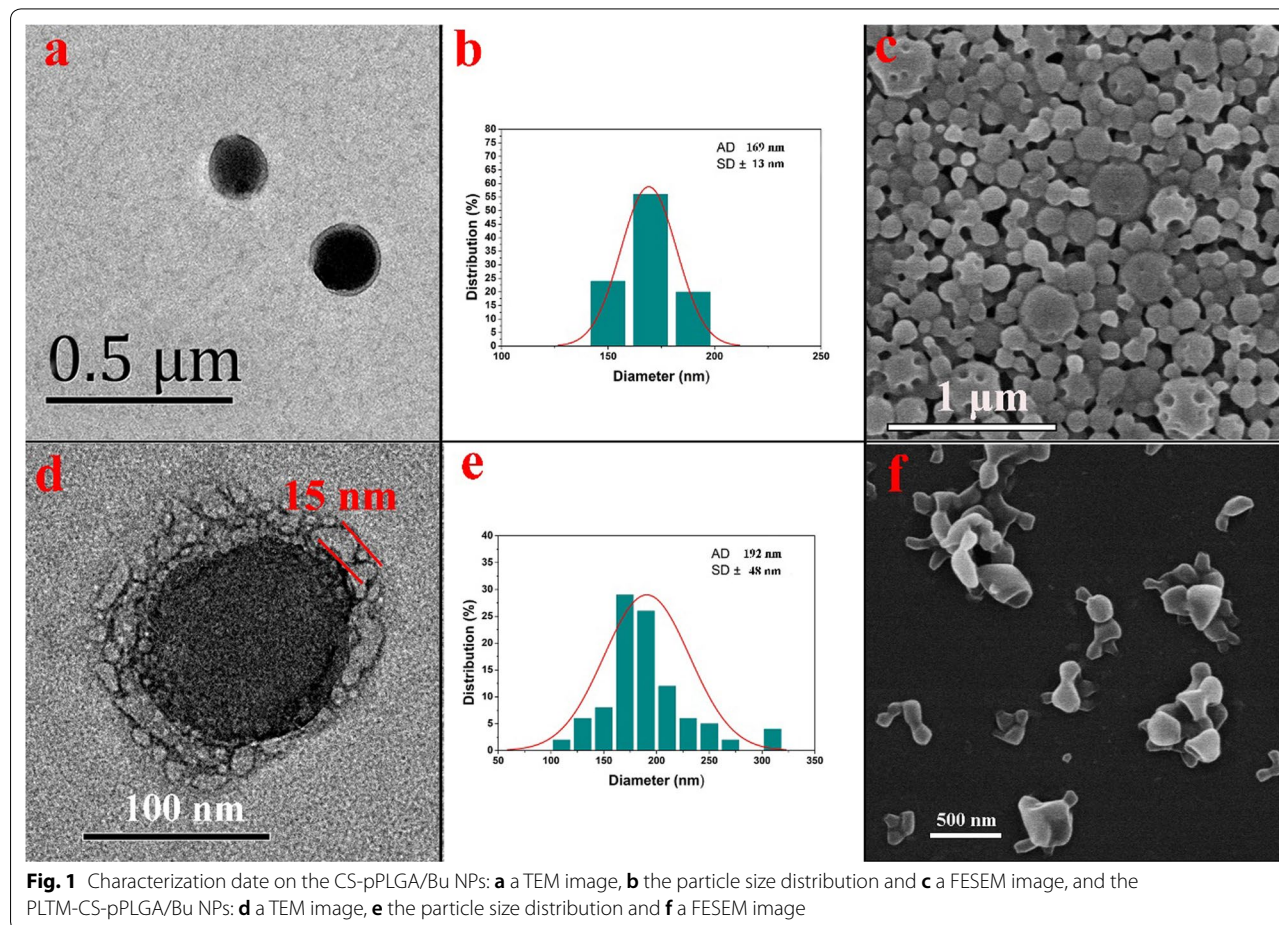 a
0.5 μm
b
80
75
70
65
60
55
50
45
40
35
30
25
20
15
10
5
0
Distribution (%)
AD 169 nm
SD ± 13 nm
100 150 200 250
Diameter (nm)
c
1 μm
d
15 nm
100 nm
e
40
35
30
25
20
15
10
5
0
Distribution (%)
AD 192 nm
SD ± 48 nm
50 100 150 200 250 300 350
Diameter (nm)
f
500 nm
Fig. 1 Characterization date on the CS-pPLGA/Bu NPs: a a TEM image, b the particle size distribution and c a FESEM image, and the
PLTM-CS-pPLGA/Bu NPs: d a TEM image, e the particle size distribution and f a FESEM image